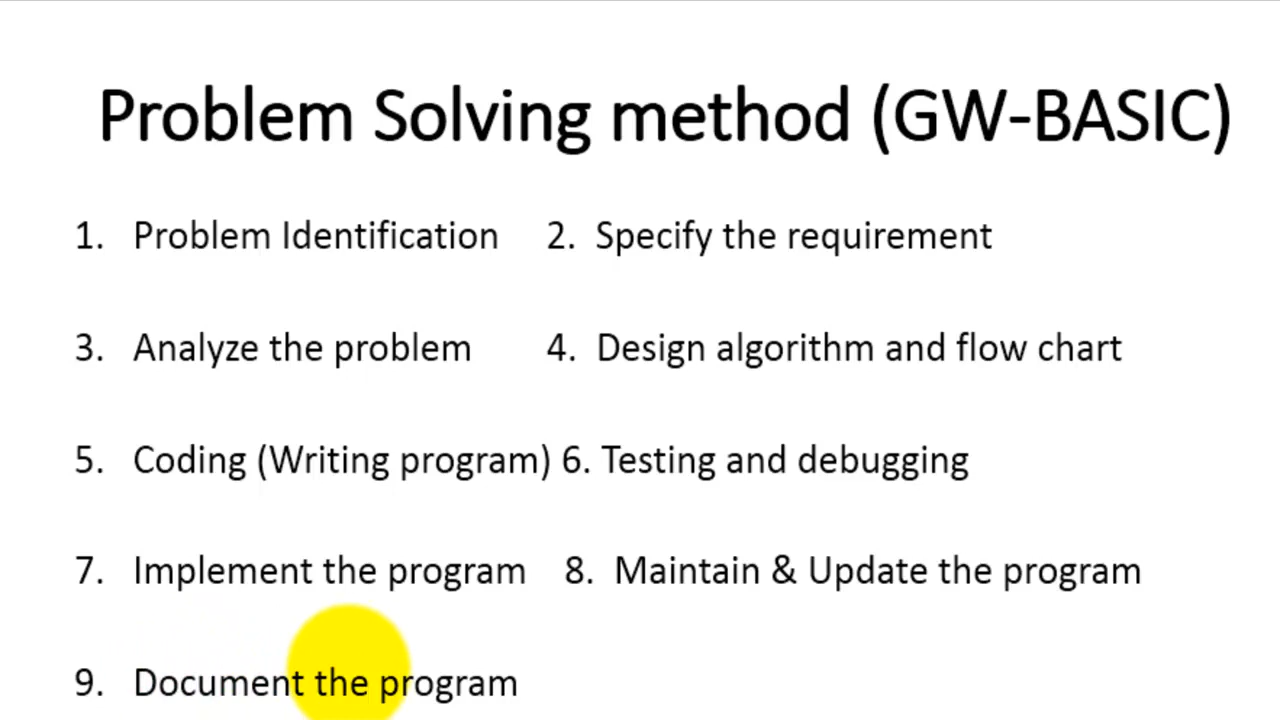 Problem Solving method (GW-BASIC)
1. Problem Identification 2. Specify the requirement
3. Analyze the problem 4. Design algorithm and flow chart
5. Coding (Writing program) 6. Testing and debugging
7. Implement the program 8. Maintain & Update the program
9. Document the program